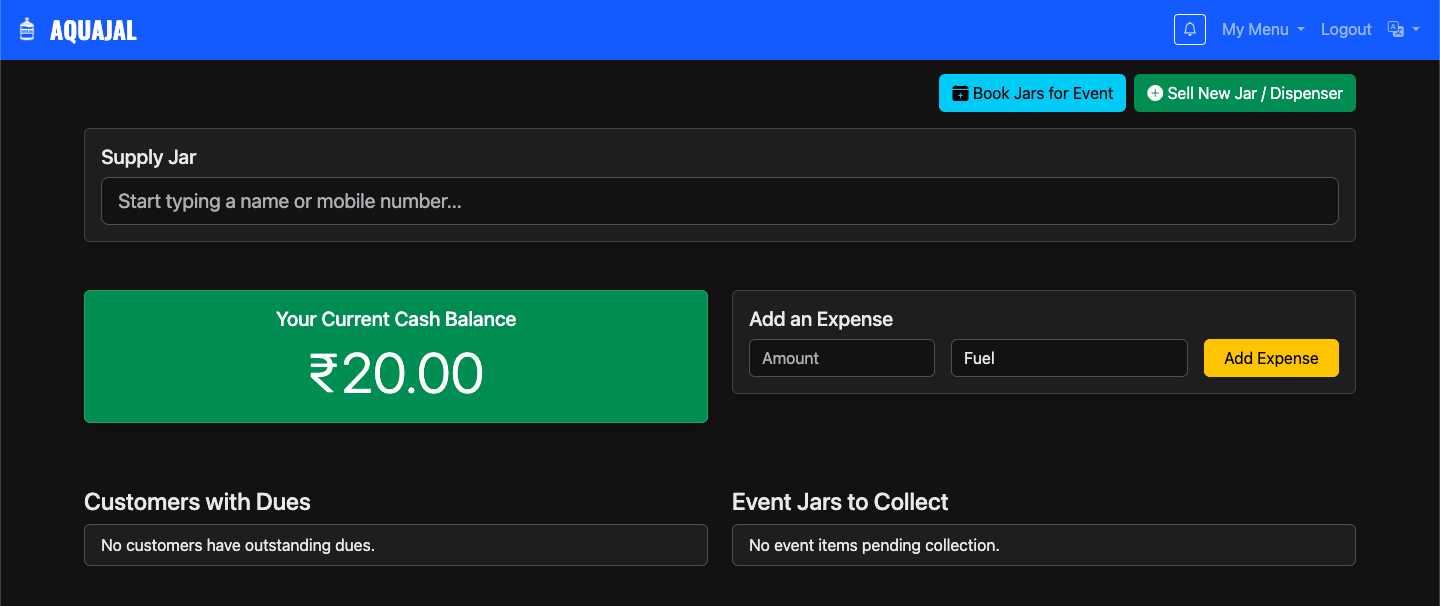 AQUAJAL
My Menu
Logout
Book Jars for Event
Sell New Jar / Dispenser
Supply Jar
Start typing a name or mobile number...
Your Current Cash Balance
₹20.00
Add an Expense
Amount
Fuel
Add Expense
Customers with Dues
No customers have outstanding dues.
Event Jars to Collect
No event items pending collection.